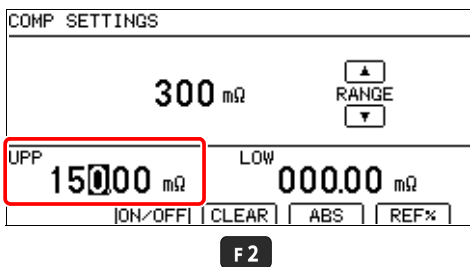 COMP SETTINGS
300 mΩ
▲
RANGE
▼
UPP
150.00 mΩ
LOW
000.00 mΩ
ON/OFF CLEAR ABS REF%
F2